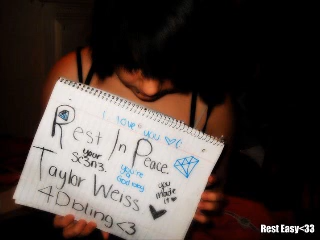 i love you <3
Rest In Peace.
your
Sc3n3.
you're
Taylor Weiss
you
made
it ♥
4Dbling<3
Rest Easy<33